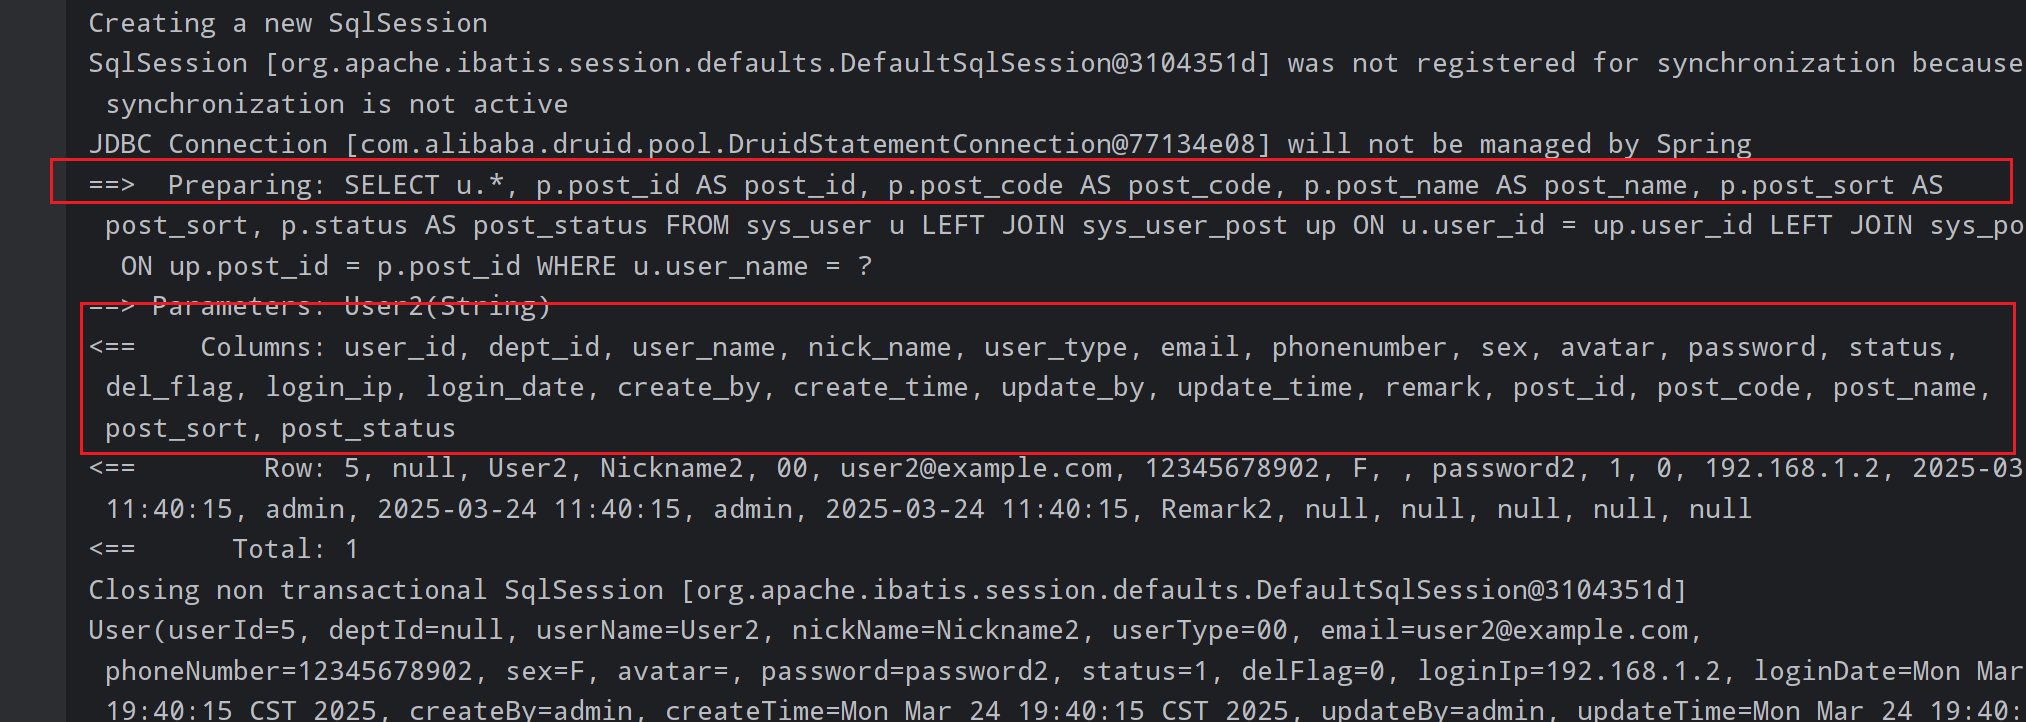 Creating a new SqlSession
SqlSession [org.apache.ibatis.session.defaults.DefaultSqlSession@3104351d] was not registered for synchronization because
synchronization is not active
JDBC Connection [com.alibaba.druid.pool.DruidStatementConnection@77134e08] will not be managed by Spring
==>  Preparing: SELECT u.*, p.post_id AS post_id, p.post_code AS post_code, p.post_name AS post_name, p.post_sort AS
post_sort, p.status AS post_status FROM sys_user u LEFT JOIN sys_user_post up ON u.user_id = up.user_id LEFT JOIN sys_po
ON up.post_id = p.post_id WHERE u.user_name = ?
==> Parameters: User2(String)
<==    Columns: user_id, dept_id, user_name, nick_name, user_type, email, phonenumber, sex, avatar, password, status,
del_flag, login_ip, login_date, create_by, create_time, update_by, update_time, remark, post_id, post_code, post_name,
post_sort, post_status
<==        Row: 5, null, User2, Nickname2, 00, user2@example.com, 12345678902, F, , password2, 1, 0, 192.168.1.2, 2025-03
11:40:15, admin, 2025-03-24 11:40:15, admin, 2025-03-24 11:40:15, Remark2, null, null, null, null, null
<==      Total: 1
Closing non transactional SqlSession [org.apache.ibatis.session.defaults.DefaultSqlSession@3104351d]
User(userId=5, deptId=null, userName=User2, nickName=Nickname2, userType=00, email=user2@example.com,
phoneNumber=12345678902, sex=F, avatar=, password=password2, status=1, delFlag=0, loginIp=192.168.1.2, loginDate=Mon Mar
19:40:15 CST 2025, createBy=admin, createTime=Mon Mar 24 19:40:15 CST 2025, updateBy=admin, updateTime=Mon Mar 24 19:40: